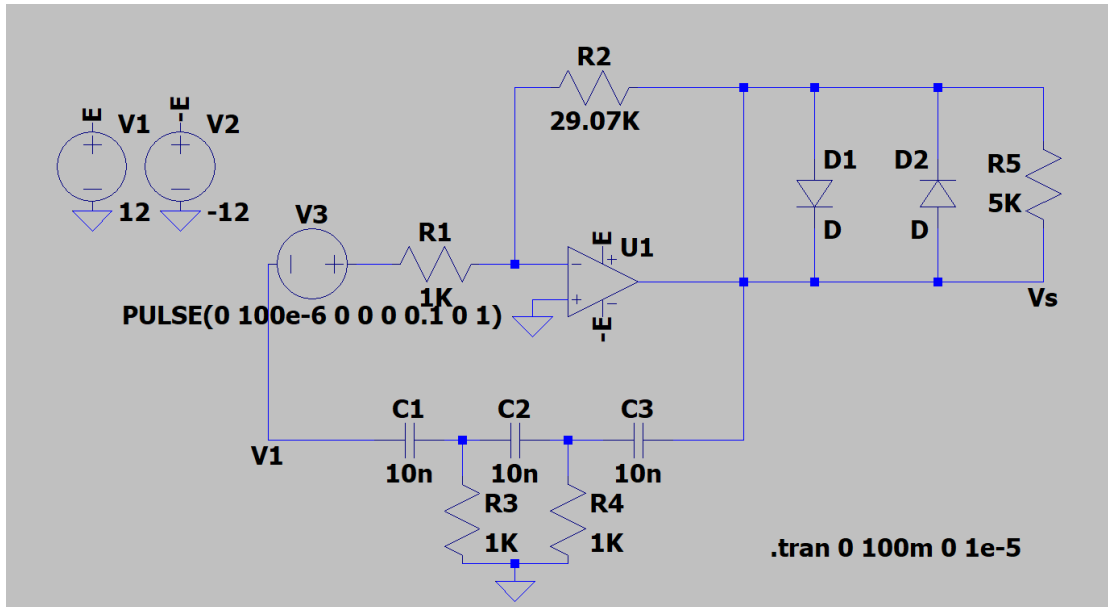 R2
29.07K
E
V1
12
-E
V2
-12
V3
PULSE(0 100e-6 0 0 0 0.1 0 1)
R1
1K
E
U1
-E
D1
D
D2
D
R5
5K
Vs
V1
C1
10n
C2
10n
C3
10n
R3
1K
R4
1K
.tran 0 100m 0 1e-5